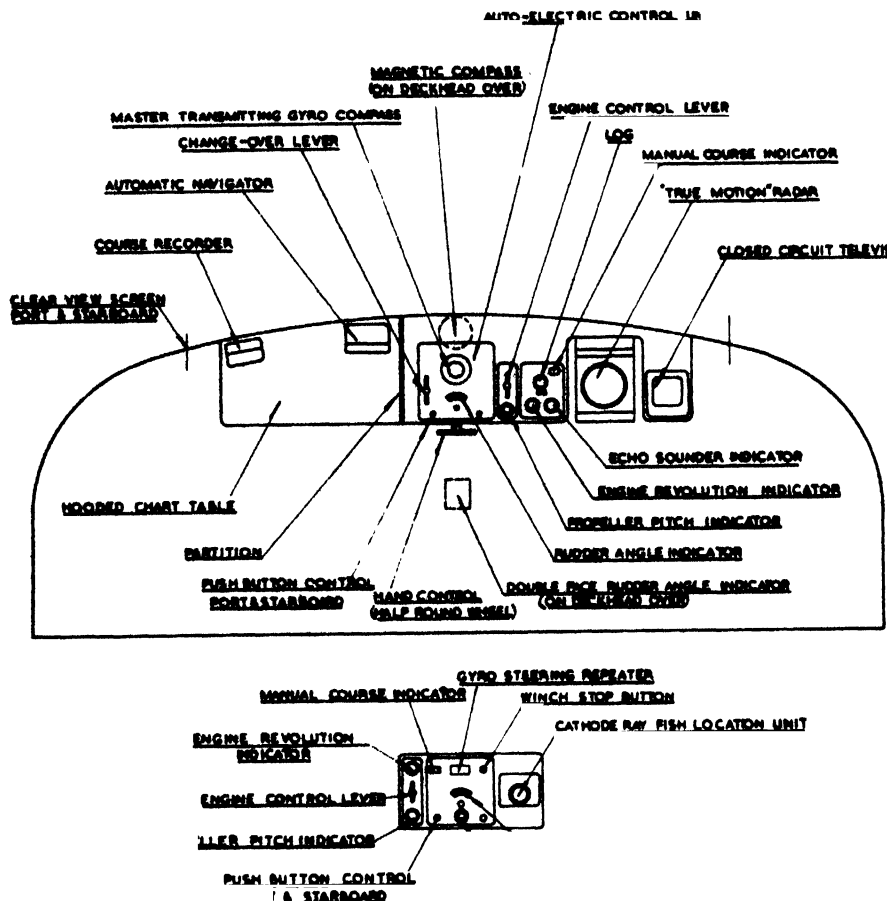 AUTO-ELECTRIC CONTROL
MAGNETIC COMPASS
(ON DECKHEAD OVER)
MASTER TRANSMITTING GYRO COMPASS
ENGINE CONTROL LEVER
CHANGE-OVER LEVER
LOG
MANUAL COURSE INDICATOR
AUTOMATIC NAVIGATOR
"TRUE MOTION" RADAR
COURSE RECORDER
CLOSED CIRCUIT TELEVI
CLEAR VIEW SCREEN
PORT & STARBOARD
ECHO SOUNDER INDICATOR
ENGINE REVOLUTION INDICATOR
HOODED CHART TABLE
PROPELLER PITCH INDICATOR
PARTITION
RUDDER ANGLE INDICATOR
PUSH BUTTON CONTROL
PORT & STARBOARD
HAND CONTROL
(HALF ROUND WHEEL)
DOUBLE FACE RUDDER ANGLE INDICATOR
(ON DECKHEAD OVER)
GYRO STEERING REPEATER
MANUAL COURSE INDICATOR
WINCH STOP BUTTON
CATHODE RAY FISH LOCATION UNIT
ENGINE REVOLUTION
INDICATOR
ENGINE CONTROL LEVER
LLER PITCH INDICATOR
PUSH BUTTON CONTROL
& STARBOARD